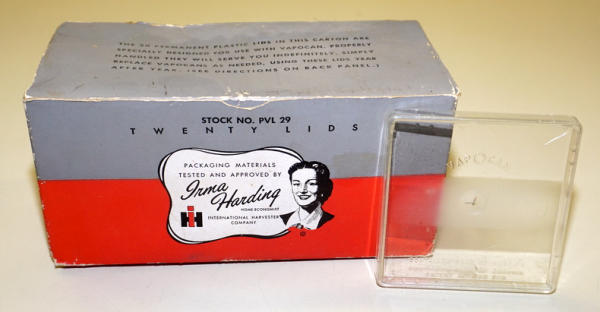 THE 20 PERMANENT PLASTIC LIDS IN THIS CARTON ARE
SPECIALLY DESIGNED FOR USE WITH VAPOCAN. PROPERLY
HANDLED THEY WILL SERVE YOU INDEFINITELY. SIMPLY
REPLACE VAPOCANS AS NEEDED, USING THESE LIDS YEAR
AFTER YEAR. (SEE DIRECTIONS ON BACK PANEL.)
STOCK NO. PVL 29
TWENTY LIDS
PACKAGING MATERIALS
TESTED AND APPROVED BY
Irma
Harding
HOME ECONOMIST
IH
INTERNATIONAL HARVESTER
COMPANY
VAPOCAN